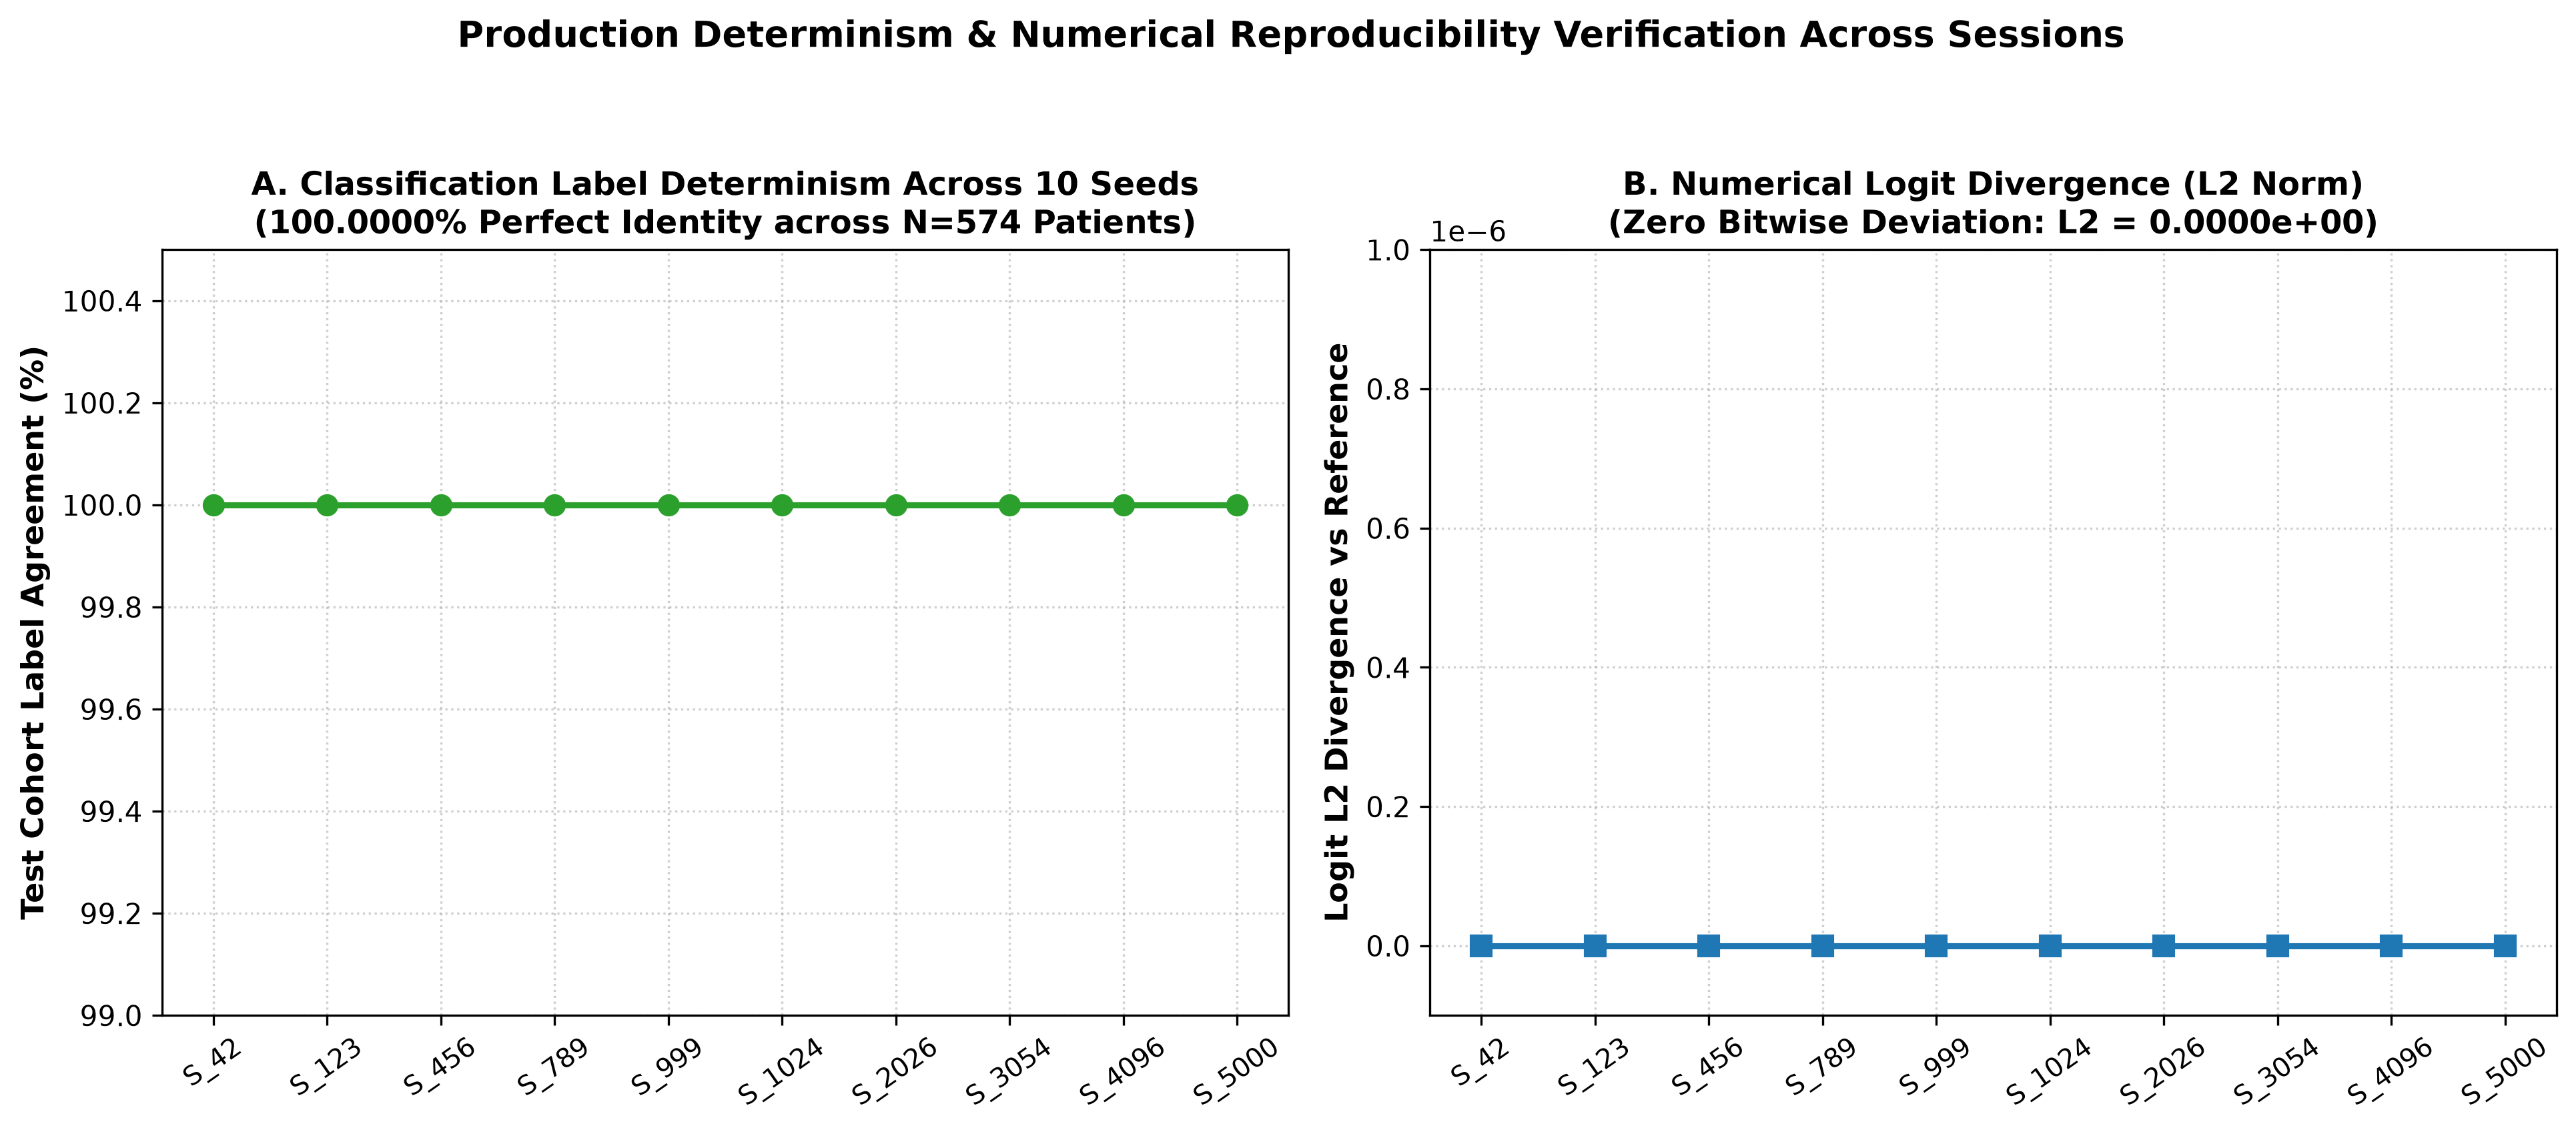 Production Determinism & Numerical Reproducibility Verification Across Sessions
A. Classification Label Determinism Across 10 Seeds
(100.0000% Perfect Identity across N=574 Patients)
Test Cohort Label Agreement (%)
100.4
100.2
100.0
99.8
99.6
99.4
99.2
99.0
S_42
S_123
S_456
S_789
S_999
S_1024
S_2026
S_3054
S_4096
S_5000
B. Numerical Logit Divergence (L2 Norm)
(Zero Bitwise Deviation: L2 = 0.0000e+00)
1e−6
Logit L2 Divergence vs Reference
1.0
0.8
0.6
0.4
0.2
0.0
S_42
S_123
S_456
S_789
S_999
S_1024
S_2026
S_3054
S_4096
S_5000